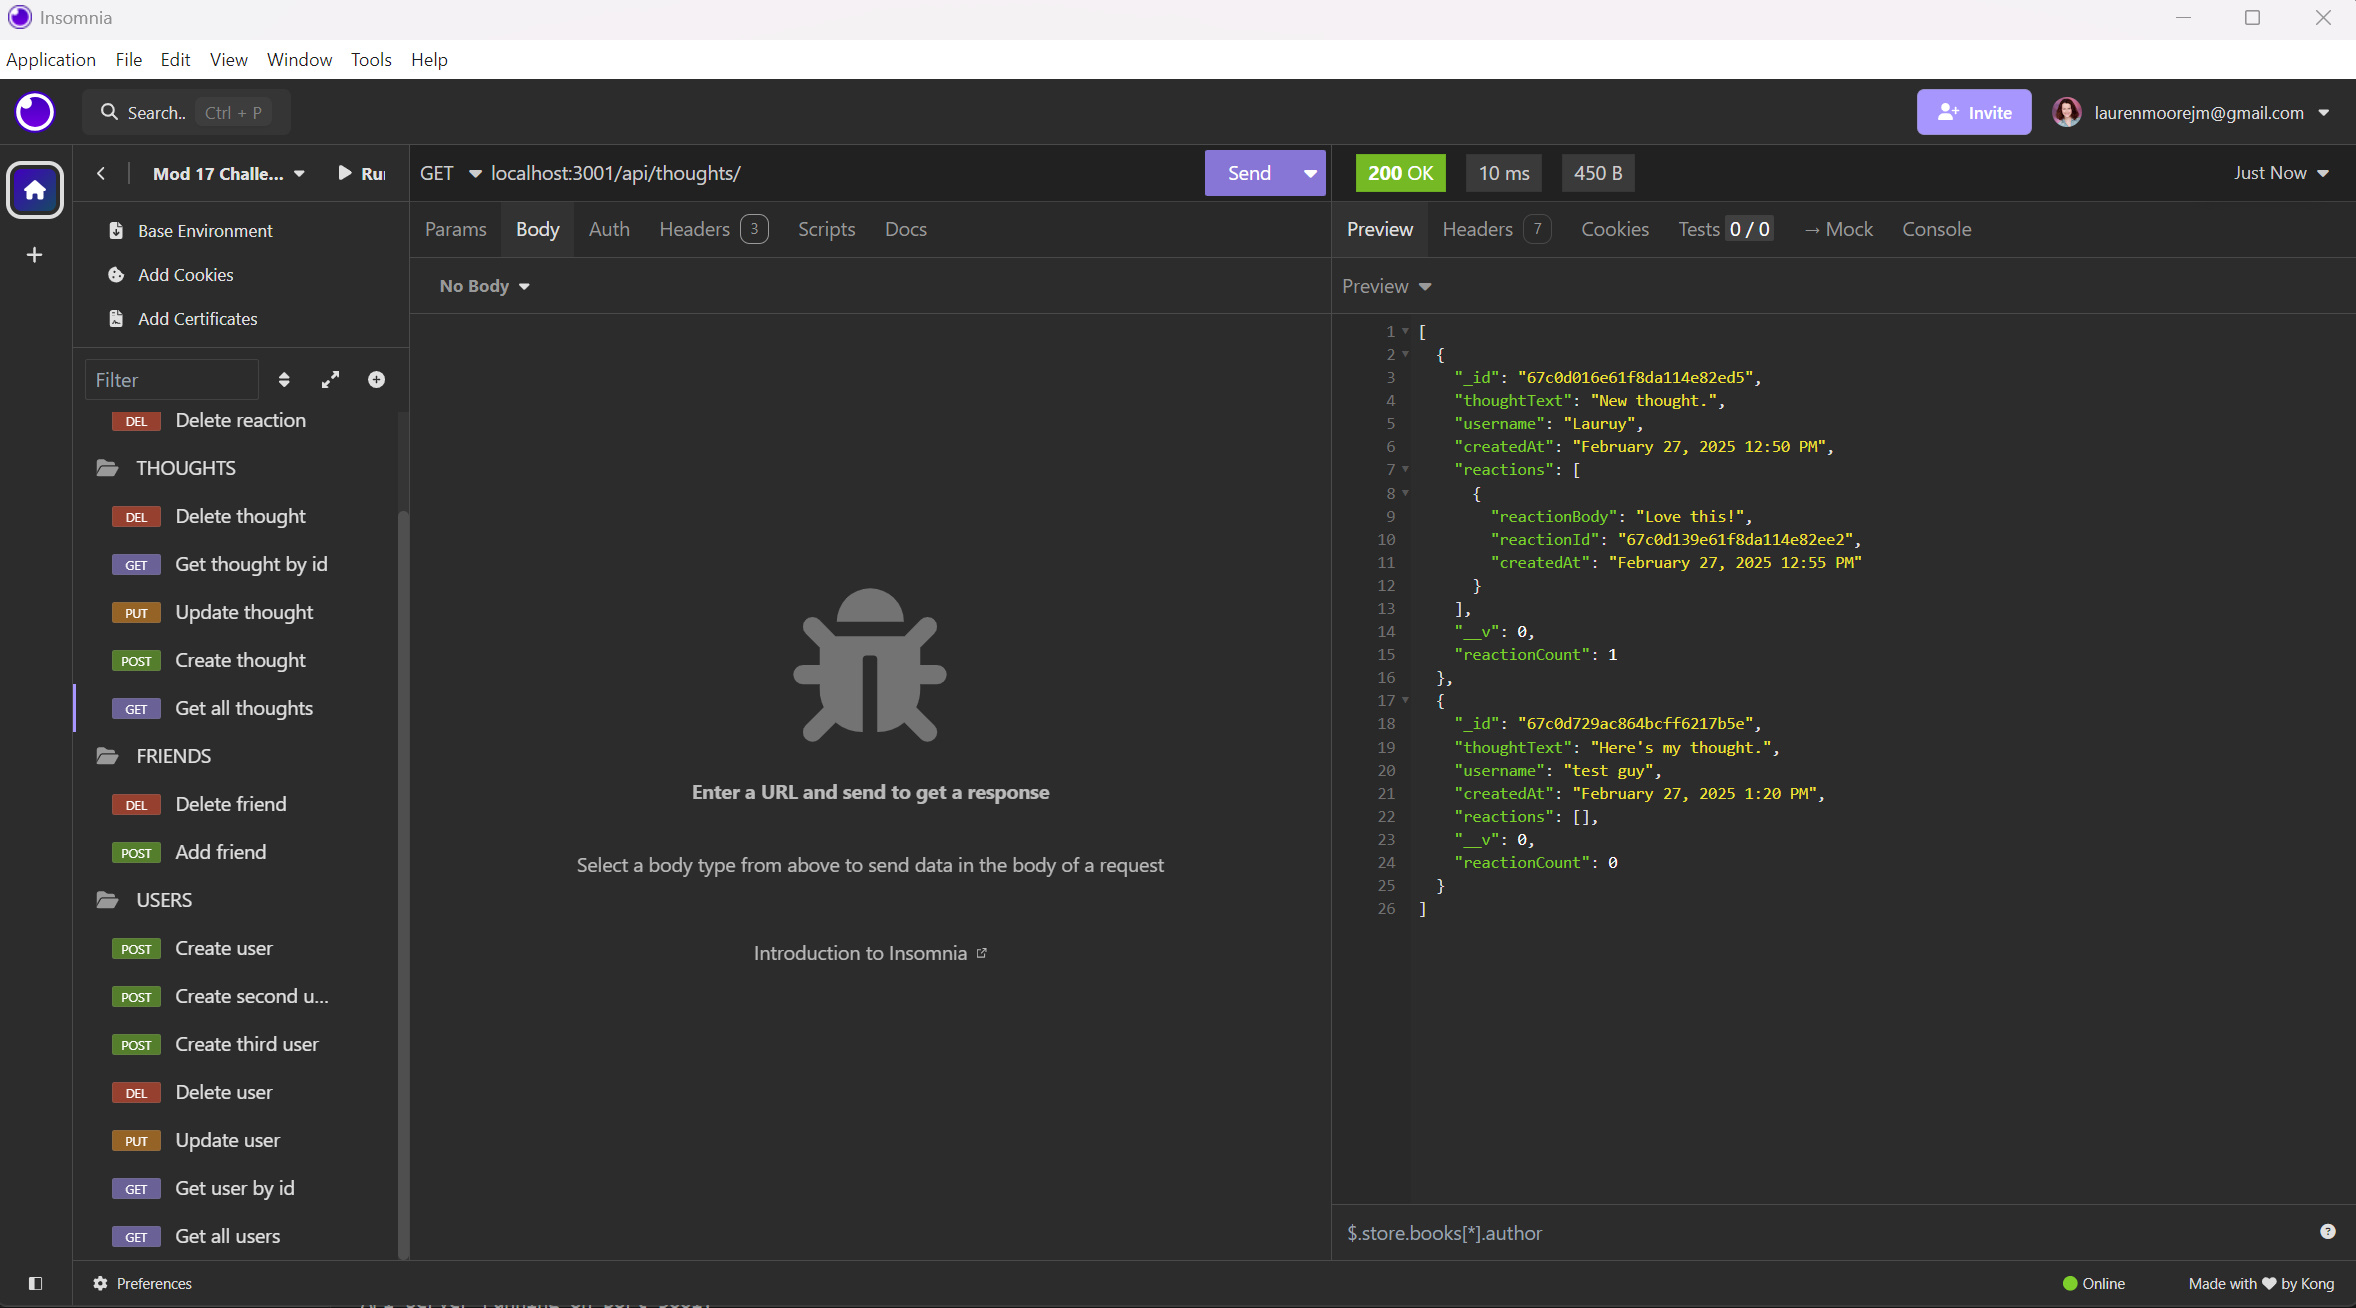 Insomnia
Application File Edit View Window Tools Help
Search.. Ctrl + P
Invite
laurenmoorejm@gmail.com
Mod 17 Challe...
Ru
GET localhost:3001/api/thoughts/
Send
200 OK 10 ms 450 B
Just Now
Base Environment
Add Cookies
Add Certificates
Filter
DEL Delete reaction
THOUGHTS
DEL Delete thought
GET Get thought by id
PUT Update thought
POST Create thought
GET Get all thoughts
FRIENDS
DEL Delete friend
POST Add friend
USERS
POST Create user
POST Create second u...
POST Create third user
DEL Delete user
PUT Update user
GET Get user by id
GET Get all users
Params Body Auth Headers 3 Scripts Docs
No Body
Enter a URL and send to get a response
Select a body type from above to send data in the body of a request
Introduction to Insomnia
Preview Headers 7 Cookies Tests 0 / 0 → Mock Console
Preview
1 [
2 {
3 "_id": "67c0d016e61f8da114e82ed5",
4 "thoughtText": "New thought.",
5 "username": "Lauruy",
6 "createdAt": "February 27, 2025 12:50 PM",
7 "reactions": [
8 {
9 "reactionBody": "Love this!",
10 "reactionId": "67c0d139e61f8da114e82ee2",
11 "createdAt": "February 27, 2025 12:55 PM"
12 }
13 ],
14 "__v": 0,
15 "reactionCount": 1
16 },
17 {
18 "_id": "67c0d729ac864bcff6217b5e",
19 "thoughtText": "Here's my thought.",
20 "username": "test guy",
21 "createdAt": "February 27, 2025 1:20 PM",
22 "reactions": [],
23 "__v": 0,
24 "reactionCount": 0
25 }
26 ]
$.store.books[*].author
Preferences
Online
Made with ❤ by Kong